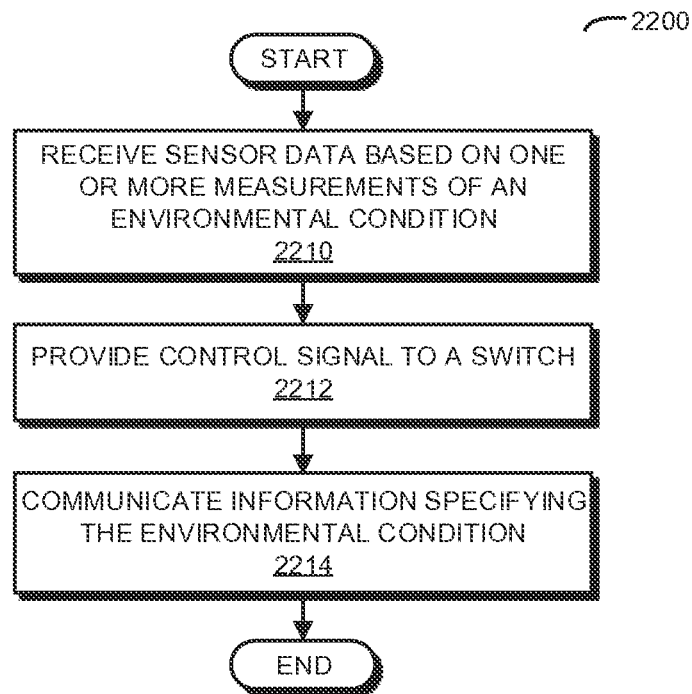 2200
START
RECEIVE SENSOR DATA BASED ON ONE
OR MORE MEASUREMENTS OF AN
ENVIRONMENTAL CONDITION
2210
PROVIDE CONTROL SIGNAL TO A SWITCH
2212
COMMUNICATE INFORMATION SPECIFYING
THE ENVIRONMENTAL CONDITION
2214
END